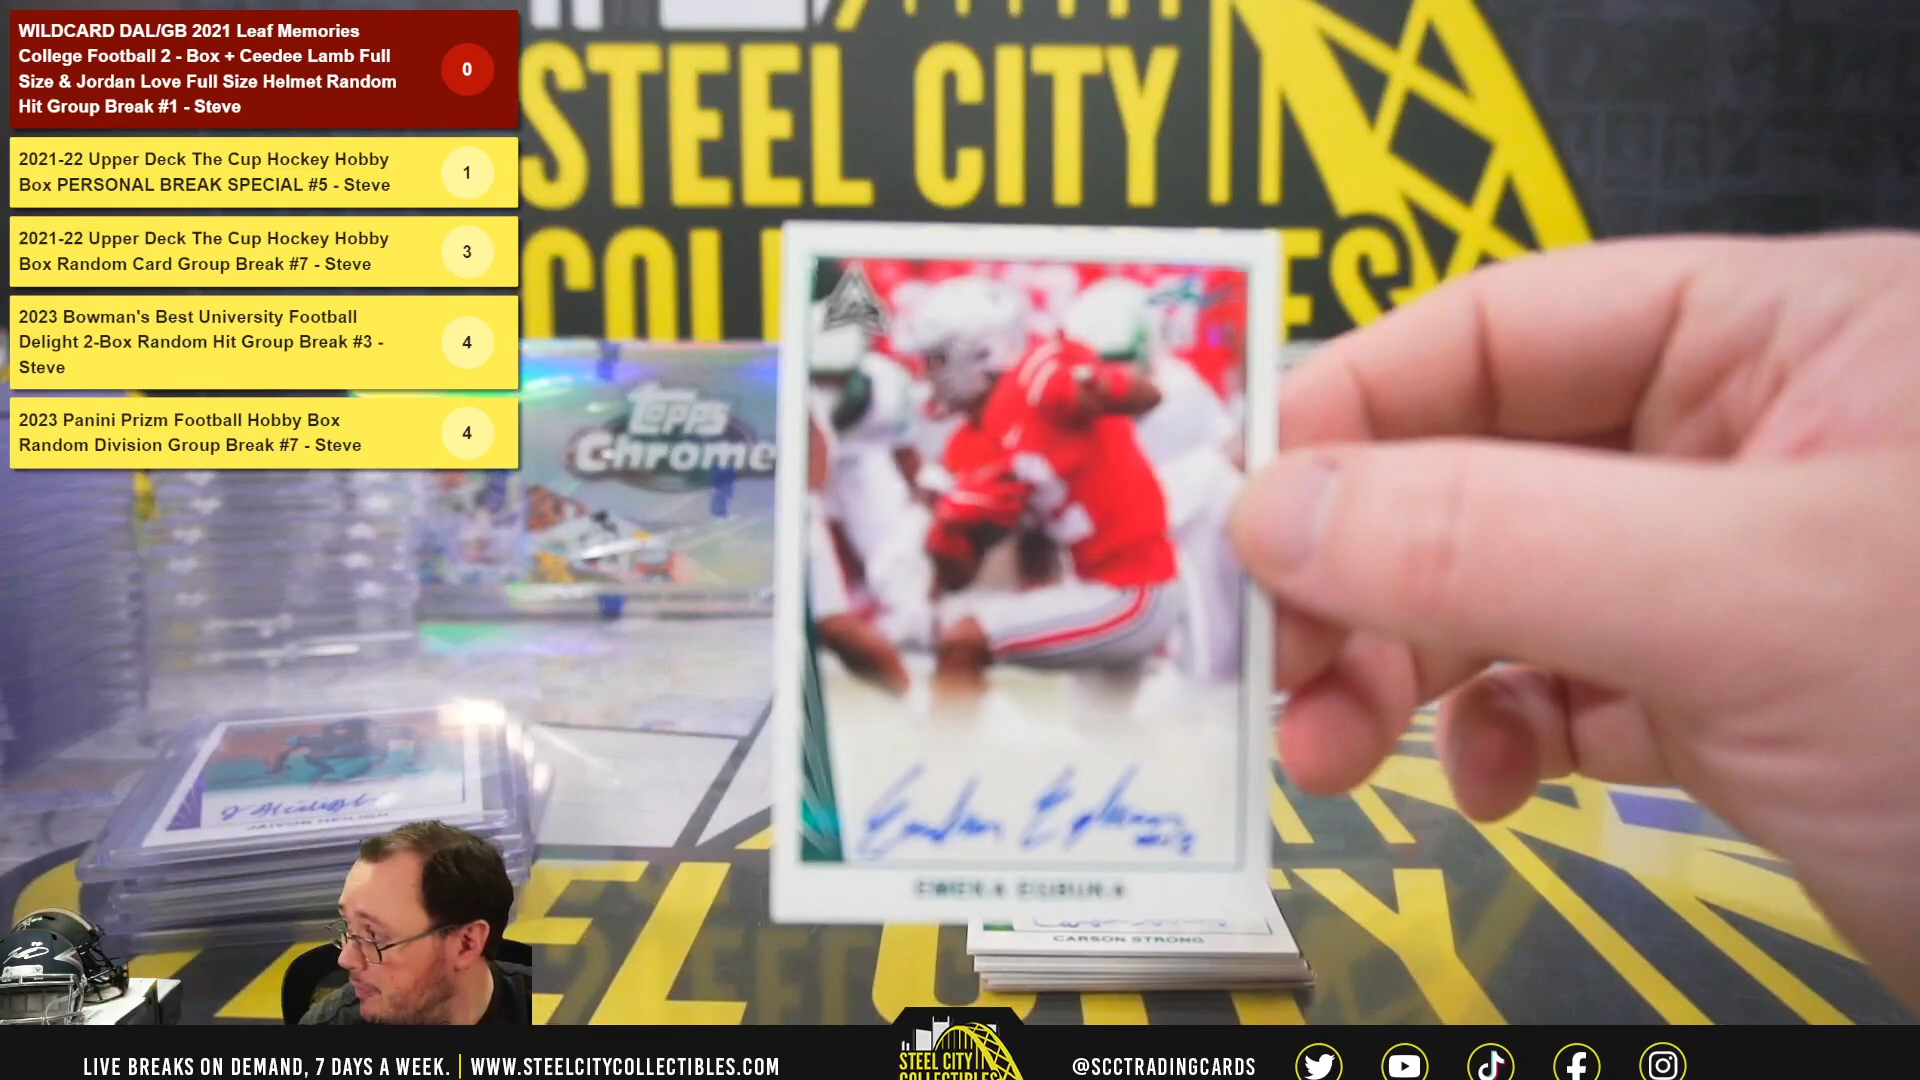 WILDCARD DAL/GB 2021 Leaf Memories
College Football 2 - Box + Ceedee Lamb Full
Size & Jordan Love Full Size Helmet Random
Hit Group Break #1 - Steve
0
2021-22 Upper Deck The Cup Hockey Hobby
Box PERSONAL BREAK SPECIAL #5 - Steve
1
2021-22 Upper Deck The Cup Hockey Hobby
Box Random Card Group Break #7 - Steve
3
2023 Bowman's Best University Football
Delight 2-Box Random Hit Group Break #3 -
Steve
4
2023 Panini Prizm Football Hobby Box
Random Division Group Break #7 - Steve
4
STEEL CITY
Topps
Chrome
JAIVON HEILIGH
CARSON STRONG
LIVE BREAKS ON DEMAND, 7 DAYS A WEEK. | WWW.STEELCITYCOLLECTIBLES.COM
STEEL CITY
COLLECTIBLES
@SCCTRADINGCARDS